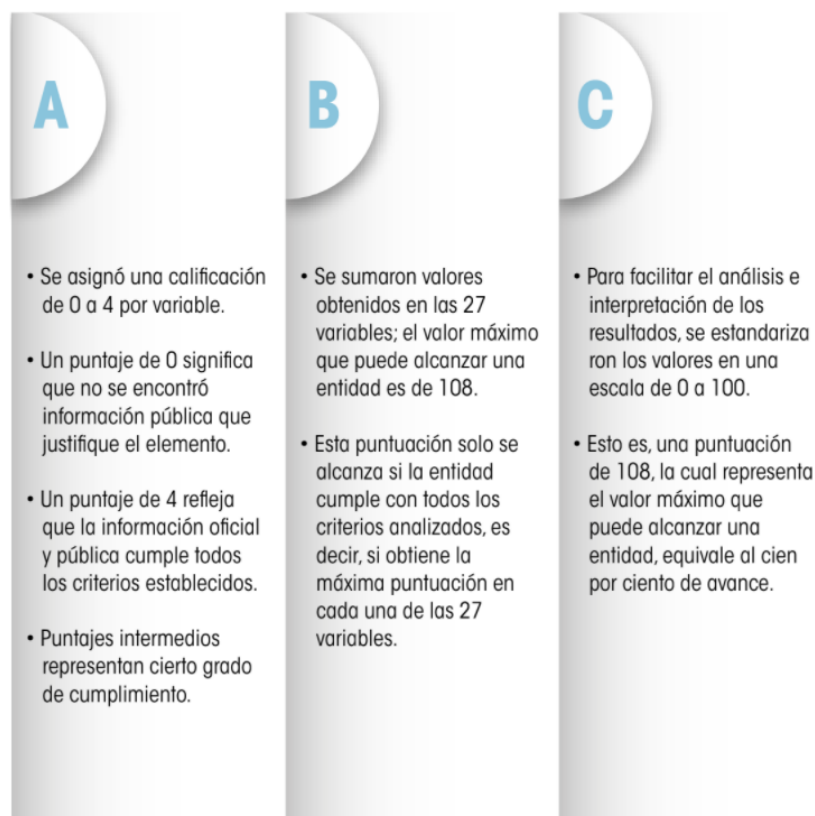 A
• Se asignó una calificación
de 0 a 4 por variable.
• Un puntaje de 0 significa
que no se encontró
información pública que
justifique el elemento.
• Un puntaje de 4 refleja
que la información oficial
y pública cumple todos
los criterios establecidos.
• Puntajes intermedios
representan cierto grado
de cumplimiento.
B
• Se sumaron valores
obtenidos en las 27
variables; el valor máximo
que puede alcanzar una
entidad es de 108.
• Esta puntuación solo se
alcanza si la entidad
cumple con todos los
criterios analizados, es
decir, si obtiene la
máxima puntuación en
cada una de las 27
variables.
C
• Para facilitar el análisis e
interpretación de los
resultados, se estandariza
ron los valores en una
escala de 0 a 100.
• Esto es, una puntuación
de 108, la cual representa
el valor máximo que
puede alcanzar una
entidad, equivale al cien
por ciento de avance.